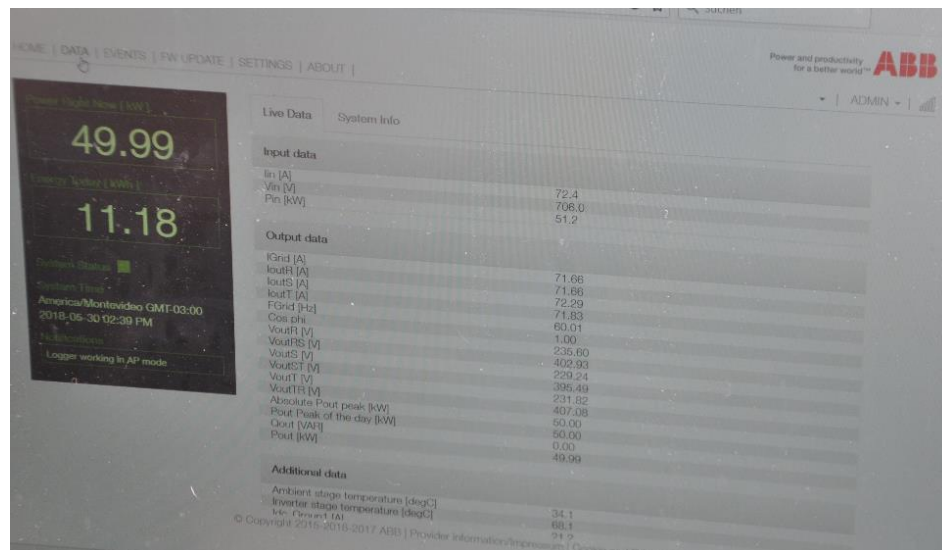 Suchen
HOME | DATA | EVENTS | FW UPDATE | SETTINGS | ABOUT |
Power and productivity
for a better world™
ABB
ADMIN
Power Right Now [ kW ]
49.99
Energy Today [ kWh ]
11.18
System Status
System Time
America/Montevideo GMT-03:00
2018-05-30 02:39 PM
Notifications
Logger working in AP mode
Live Data System Info
Input data
Iin [A] 72.4
Vin [V] 706.0
Pin [kW] 51.2
Output data
IGrid [A] 71.66
IoutR [A] 71.66
IoutS [A] 72.29
IoutT [A] 71.83
FGrid [Hz] 60.01
Cos phi 1.00
VoutR [V] 235.60
VoutRS [V] 402.93
VoutS [V] 229.24
VoutST [V] 395.49
VoutT [V] 231.82
VoutTR [V] 407.08
Absolute Pout peak [kW] 50.00
Pout Peak of the day [kW] 50.00
Qout [VAR] 0.00
Pout [kW] 49.99
Additional data
Ambient stage temperature [degC] 34.1
Inverter stage temperature [degC] 68.1
Ground [A] 21.2
© Copyright 2015-2018-2017 ABB | Provider information/Impressum |